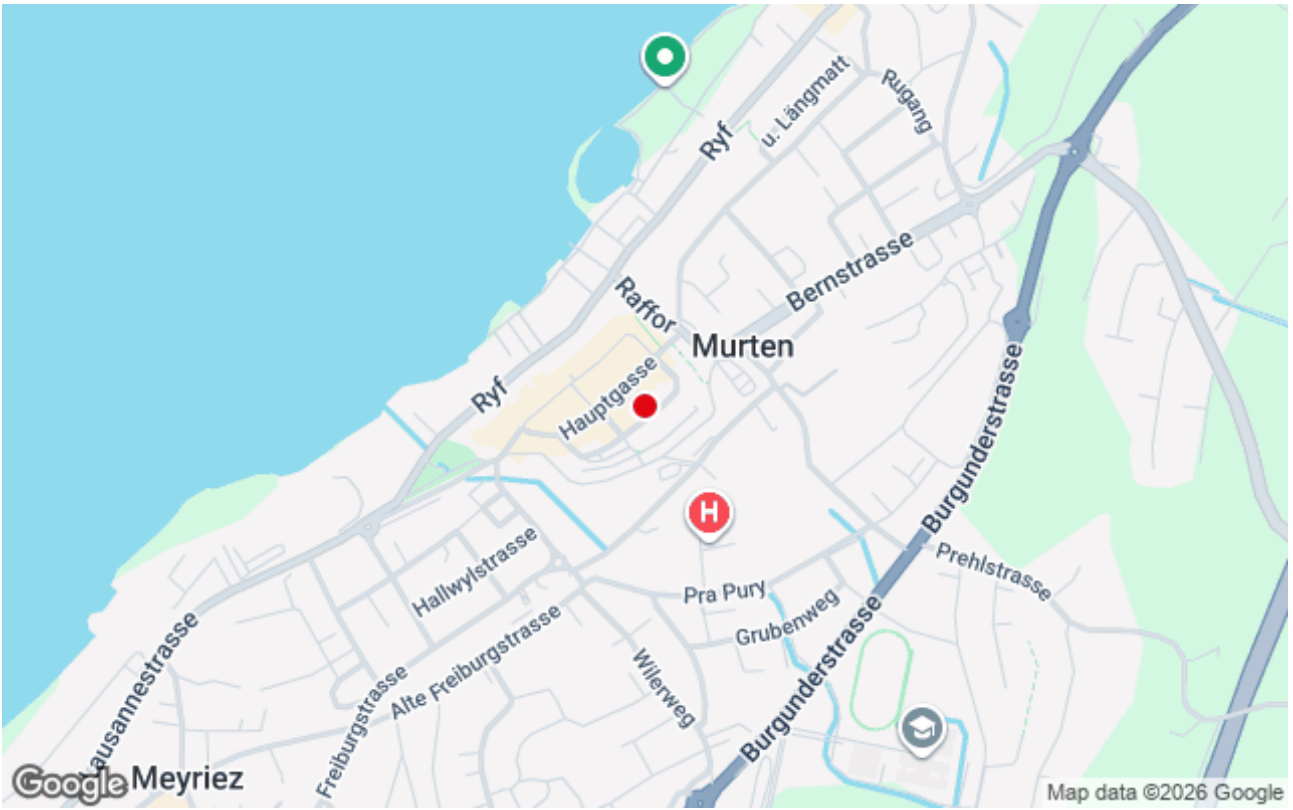 u. Längmatt
Rugang
Ryf
Bernstrasse
Raffor
Murten
Hauptgasse
Ryf
Burgunderstrasse
H
Prehlstrasse
Hallwylstrasse
Pra Pury
Grubenweg
Alte Freiburgstrasse
Wilerweg
Lausannestrasse
Freiburgstrasse
Burgunderstrasse
Meyriez
Google
Map data ©2026 Google